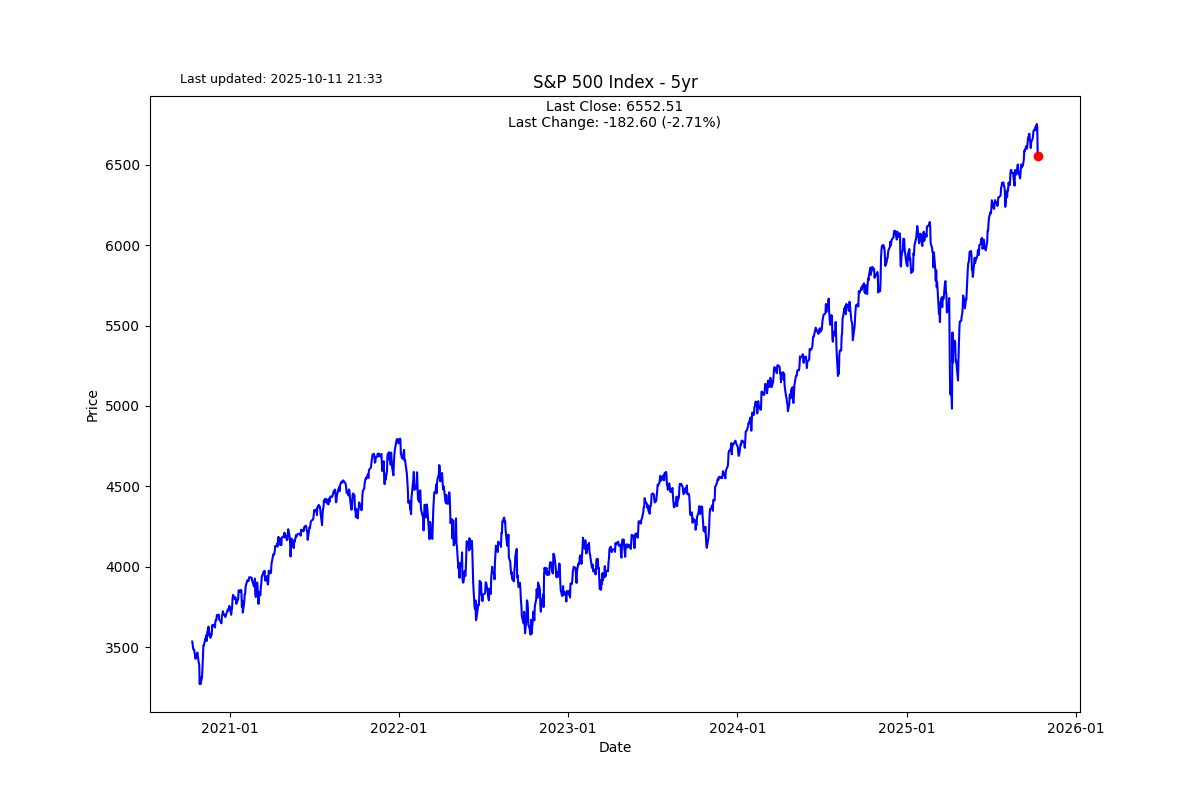 Last updated: 2025-10-11 21:33
S&P 500 Index - 5yr
Last Close: 6552.51
Last Change: -182.60 (-2.71%)
6500
6000
5500
5000
4500
4000
3500
Price
2021-01 2022-01 2023-01 2024-01 2025-01 2026-01
Date